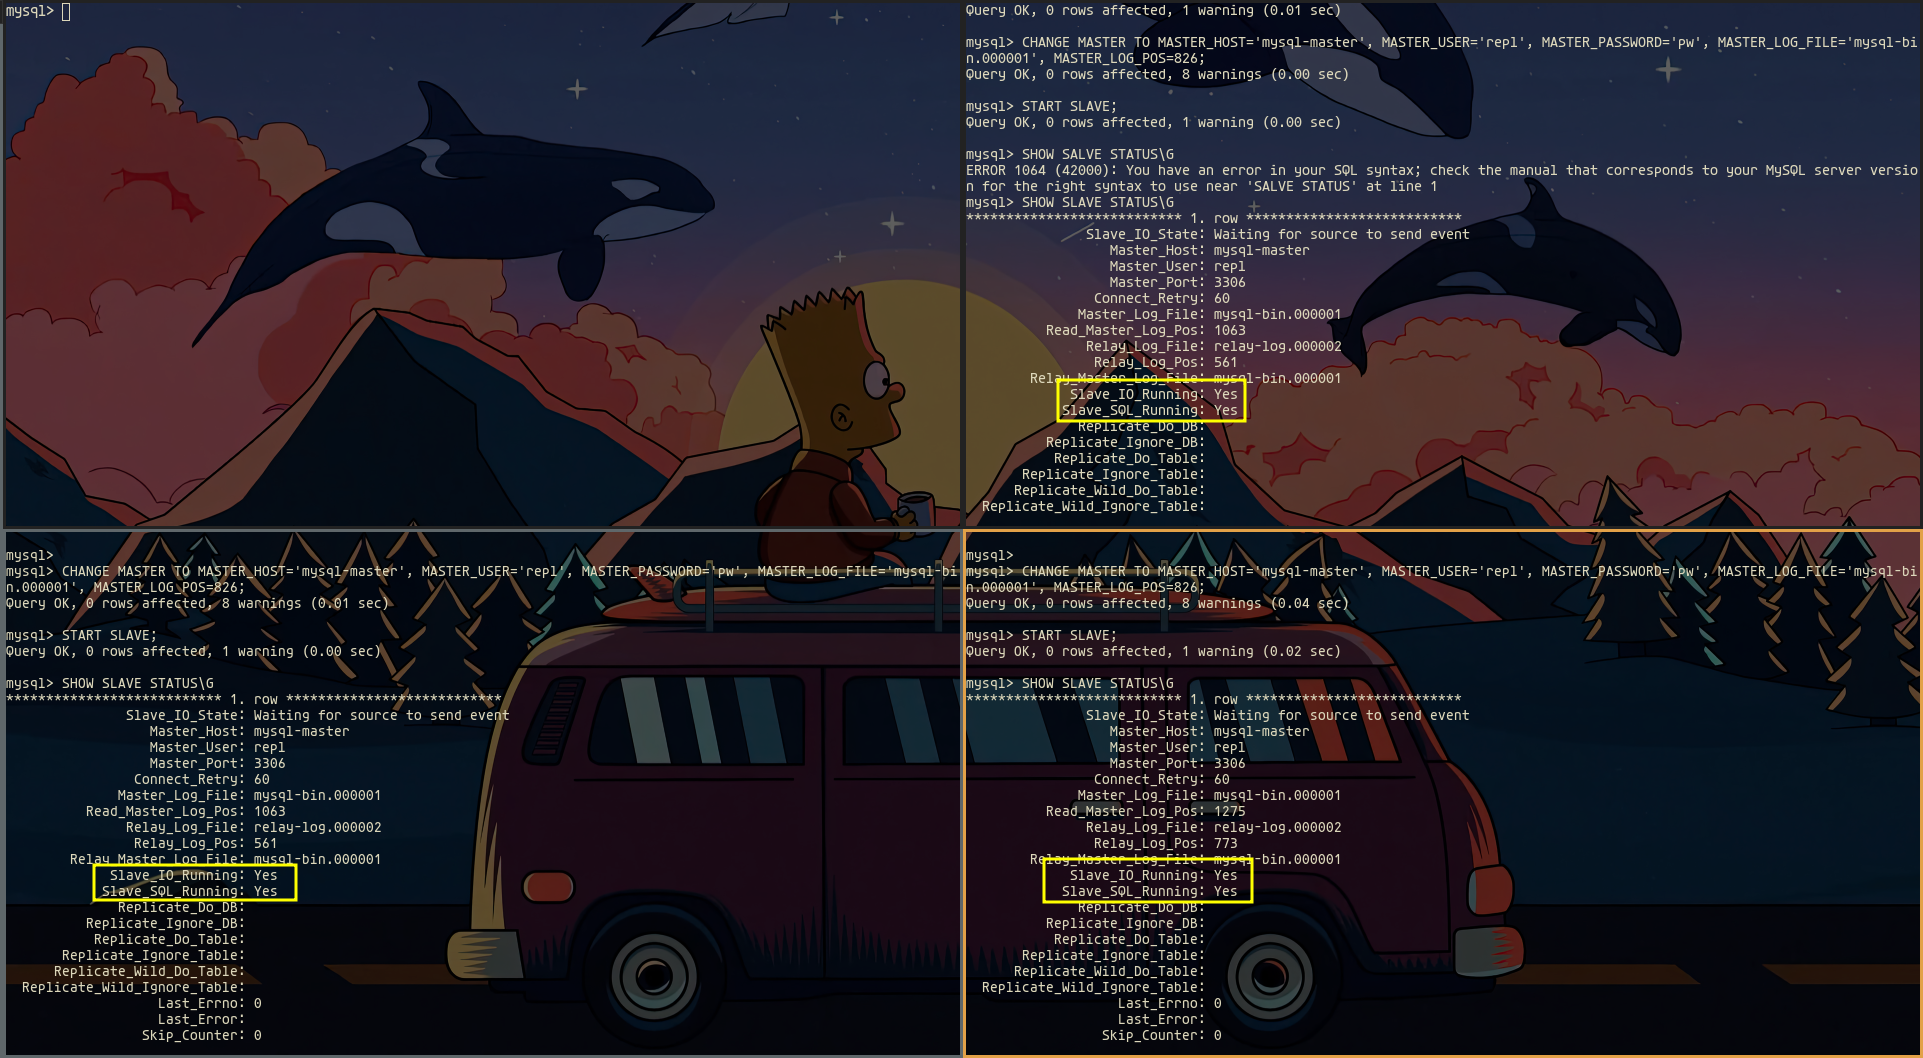 mysql>
Query OK, 0 rows affected, 1 warning (0.01 sec)
mysql> CHANGE MASTER TO MASTER_HOST='mysql-master', MASTER_USER='repl', MASTER_PASSWORD='pw', MASTER_LOG_FILE='mysql-bi
n.000001', MASTER_LOG_POS=826;
Query OK, 0 rows affected, 8 warnings (0.00 sec)
mysql> START SLAVE;
Query OK, 0 rows affected, 1 warning (0.00 sec)
mysql> SHOW SALVE STATUS\G
ERROR 1064 (42000): You have an error in your SQL syntax; check the manual that corresponds to your MySQL server versio
n for the right syntax to use near 'SALVE STATUS' at line 1
mysql> SHOW SLAVE STATUS\G
*************************** 1. row ***************************
Slave_IO_State: Waiting for source to send event
Master_Host: mysql-master
Master_User: repl
Master_Port: 3306
Connect_Retry: 60
Master_Log_File: mysql-bin.000001
Read_Master_Log_Pos: 1063
Relay_Log_File: relay-log.000002
Relay_Log_Pos: 561
Relay_Master_Log_File: mysql-bin.000001
Slave_IO_Running: Yes
Slave_SQL_Running: Yes
Replicate_Do_DB:
Replicate_Ignore_DB:
Replicate_Do_Table:
Replicate_Ignore_Table:
Replicate_Wild_Do_Table:
Replicate_Wild_Ignore_Table:
mysql>
mysql> CHANGE MASTER TO MASTER_HOST='mysql-master', MASTER_USER='repl', MASTER_PASSWORD='pw', MASTER_LOG_FILE='mysql-bi
n.000001', MASTER_LOG_POS=826;
Query OK, 0 rows affected, 8 warnings (0.01 sec)
mysql> START SLAVE;
Query OK, 0 rows affected, 1 warning (0.00 sec)
mysql> SHOW SLAVE STATUS\G
*************************** 1. row ***************************
Slave_IO_State: Waiting for source to send event
Master_Host: mysql-master
Master_User: repl
Master_Port: 3306
Connect_Retry: 60
Master_Log_File: mysql-bin.000001
Read_Master_Log_Pos: 1063
Relay_Log_File: relay-log.000002
Relay_Log_Pos: 561
Relay_Master_Log_File: mysql-bin.000001
Slave_IO_Running: Yes
Slave_SQL_Running: Yes
Replicate_Do_DB:
Replicate_Ignore_DB:
Replicate_Do_Table:
Replicate_Ignore_Table:
Replicate_Wild_Do_Table:
Replicate_Wild_Ignore_Table:
Last_Errno: 0
Last_Error:
Skip_Counter: 0
mysql>
mysql> CHANGE MASTER TO MASTER_HOST='mysql-master', MASTER_USER='repl', MASTER_PASSWORD='pw', MASTER_LOG_FILE='mysql-bi
n.000001', MASTER_LOG_POS=826;
Query OK, 0 rows affected, 8 warnings (0.04 sec)
mysql> START SLAVE;
Query OK, 0 rows affected, 1 warning (0.02 sec)
mysql> SHOW SLAVE STATUS\G
*************************** 1. row ***************************
Slave_IO_State: Waiting for source to send event
Master_Host: mysql-master
Master_User: repl
Master_Port: 3306
Connect_Retry: 60
Master_Log_File: mysql-bin.000001
Read_Master_Log_Pos: 1275
Relay_Log_File: relay-log.000002
Relay_Log_Pos: 773
Relay_Master_Log_File: mysql-bin.000001
Slave_IO_Running: Yes
Slave_SQL_Running: Yes
Replicate_Do_DB:
Replicate_Ignore_DB:
Replicate_Do_Table:
Replicate_Ignore_Table:
Replicate_Wild_Do_Table:
Replicate_Wild_Ignore_Table:
Last_Errno: 0
Last_Error:
Skip_Counter: 0